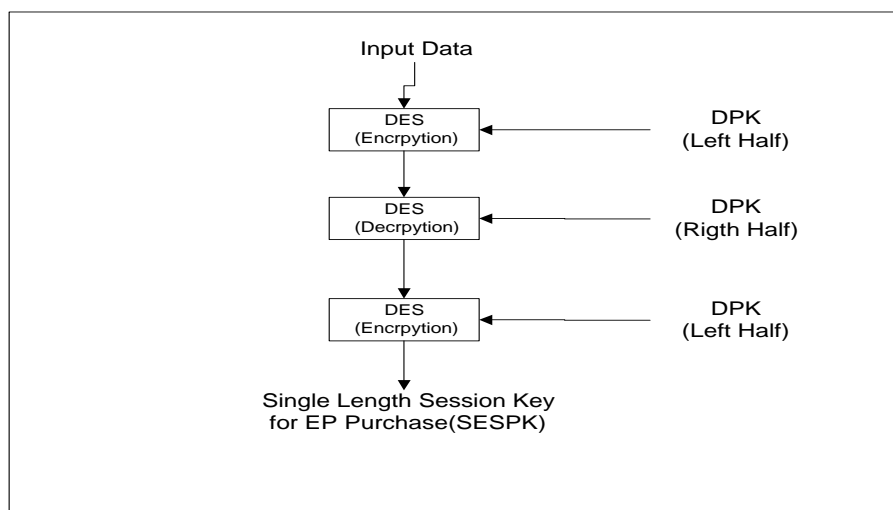 Input Data
DES
(Encrpytion)
DPK
(Left Half)
DES
(Decrpytion)
DPK
(Rigth Half)
DES
(Encrpytion)
DPK
(Left Half)
Single Length Session Key
for EP Purchase(SESPK)